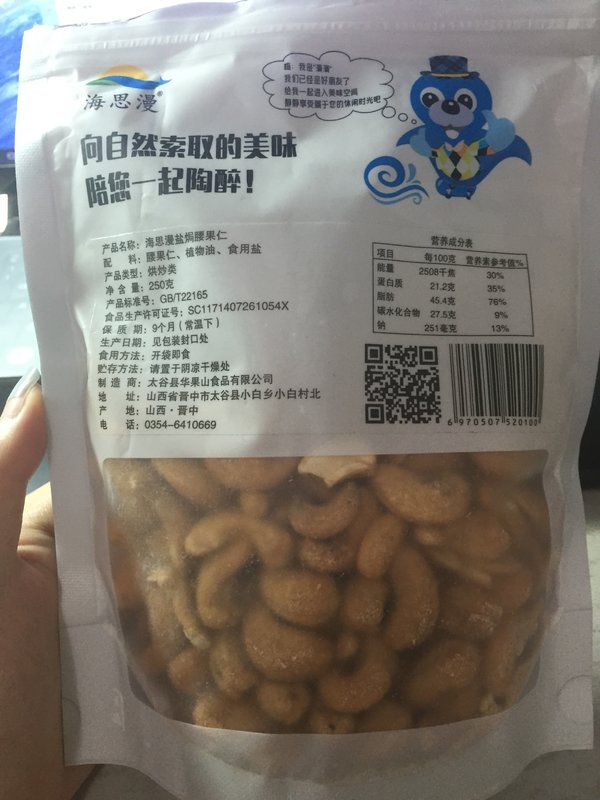 海思漫®
嗨: 我是"漫漫"
我们已经是好朋友了
给我一起进入美味空间
静静享受属于您的休闲时光吧
向自然索取的美味
陪您一起陶醉!
产品名称: 海思漫盐焗腰果仁
配 料: 腰果仁、植物油、食用盐
产品类型: 烘炒类
净 含 量: 250克
产品标准号: GB/T22165
食品生产许可证号: SC1171407261054X
保 质 期: 9个月 (常温下)
生产日期: 见包装封口处
食用方法: 开袋即食
贮存方法: 请置于阴凉干燥处
制 造 商: 太谷县华果山食品有限公司
地 址: 山西省晋中市太谷县小白乡小白村北
产 地: 山西·晋中
电 话: 0354-6410669
营养成分表
项目 每100克 营养素参考值%
能量 2508千焦 30%
蛋白质 21.2克 35%
脂肪 45.4克 76%
碳水化合物 27.5克 9%
钠 251毫克 13%
6 970507 520100